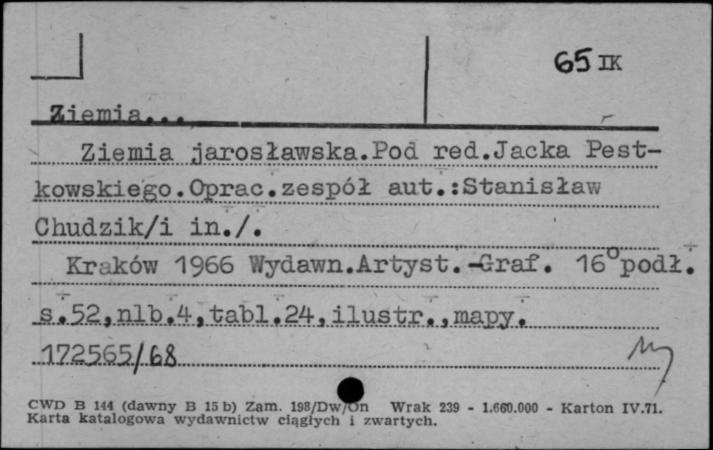 65 IK
Ziemia...
Ziemia jarosławska.Pod red.Jacka Pest-
kowskiego.Oprac.zespół aut.:Stanisław
Chudzik/i in./.
Kraków 1966 Wydawn.Artyst.-Graf. 16°podł.
s.52,nlb.4,tabl.24,ilustr.,mapy.
172565/68
CWD B 144 (dawny B 15 b) Zam. 198/Dw/On Wrak 239 - 1.660.000 - Karton IV.71.
Karta katalogowa wydawnictw ciągłych i zwartych.